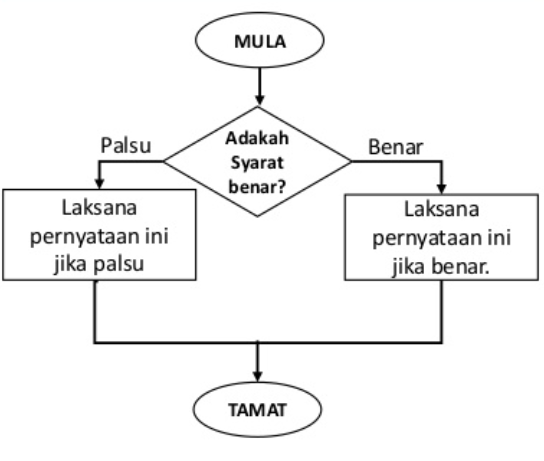 MULA
Adakah
Syarat
benar?
Palsu
Benar
Laksana
pernyataan ini
jika palsu
Laksana
pernyataan ini
jika benar.
TAMAT